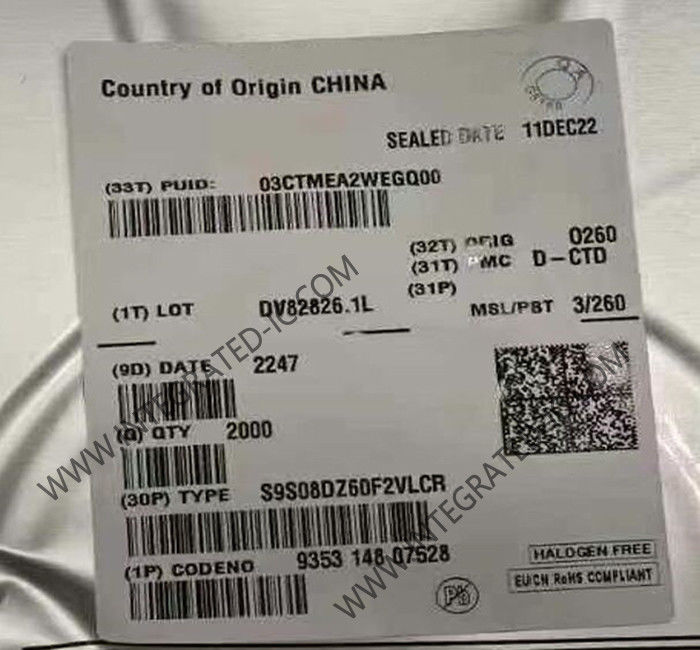 Country of Origin CHINA
SEALED DATE 11DEC22
(33T) PUID: 03CTMEA2WEGQ00
(32T) ORIG 0260
(31T) PMC D-CTD
(31P)
MSL/PBT 3/260
(1T) LOT DV82826.1L
(9D) DATE 2247
(Q) QTY 2000
(30P) TYPE S9S08DZ60F2VLCR
(1P) CODENO 9353 148 07528
HALOGEN FREE
EU/CN RoHS COMPLIANT
Pb
WWW.INTEGRATED-IC.COM
WWW.INTEGRATED-IC.COM